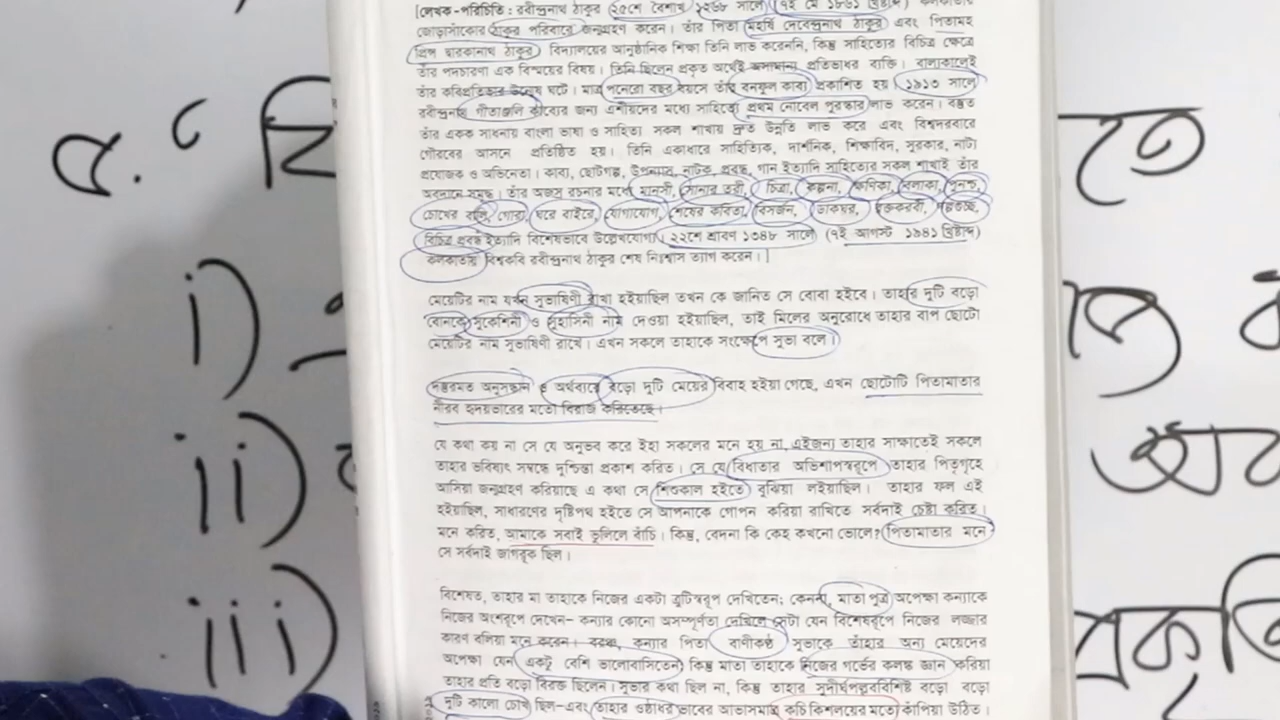 [লেখক-পরিচিতি : রবীন্দ্রনাথ ঠাকুর ২৫শে বৈশাখ ১২৬৮ সালে (৭ই মে ১৮৬১ খ্রিষ্টাব্দ) কলকাতার
জোড়াসাঁকোর ঠাকুর পরিবারে জন্মগ্রহণ করেন। তাঁর পিতা মহর্ষি দেবেন্দ্রনাথ ঠাকুর এবং পিতামহ
প্রিন্স দ্বারকানাথ ঠাকুর। বিদ্যালয়ের আনুষ্ঠানিক শিক্ষা তিনি লাভ করেননি, কিন্তু সাহিত্যের বিচিত্র ক্ষেত্রে
তাঁর পদচারণা এক বিস্ময়ের বিষয়। তিনি ছিলেন প্রকৃত অর্থেই অসামান্য প্রতিভাধর ব্যক্তি। বাল্যকালেই
তাঁর কবিপ্রতিভার উন্মেষ ঘটে। মাত্র পনেরো বছর বয়সে তাঁর বনফুল কাব্য প্রকাশিত হয়। ১৯১৩ সালে
রবীন্দ্রনাথ গীতাঞ্জলি কাব্যের জন্য এশীয়দের মধ্যে সাহিত্যে প্রথম নোবেল পুরস্কার লাভ করেন। বস্তুত
তাঁর একক সাধনায় বাংলা ভাষা ও সাহিত্য সকল শাখায় দ্রুত উন্নতি লাভ করে এবং বিশ্বদরবারে
গৌরবের আসনে প্রতিষ্ঠিত হয়। তিনি একাধারে সাহিত্যিক, দার্শনিক, শিক্ষাবিদ, সুরকার, নাট্য
প্রযোজক ও অভিনেতা। কাব্য, ছোটগল্প, উপন্যাস, নাটক, প্রবন্ধ, গান ইত্যাদি সাহিত্যের সকল শাখাই তাঁর
অবদানে সমৃদ্ধ। তাঁর অজস্র রচনার মধ্যে মানসী, সোনার তরী, চিত্রা, কল্পনা, ক্ষণিকা, বলাকা, পুনশ্চ,
চোখের বালি, গোরা, ঘরে বাইরে, যোগাযোগ, শেষের কবিতা, বিসর্জন, ডাকঘর, রক্তকরবী, গল্পগুচ্ছ,
বিচিত্র প্রবন্ধ ইত্যাদি বিশেষভাবে উল্লেখযোগ্য। ২২শে শ্রাবণ ১৩৪৮ সালে (৭ই আগস্ট ১৯৪১ খ্রিষ্টাব্দ)
কলকাতায় বিশ্বকবি রবীন্দ্রনাথ ঠাকুর শেষ নিঃশ্বাস ত্যাগ করেন।]
মেয়েটির নাম যখন সুভাষিণী রাখা হইয়াছিল তখন কে জানিত সে বোবা হইবে। তাহার দুটি বড়ো
বোনকে সুকেশিনী ও সুহাসিনী নাম দেওয়া হইয়াছিল, তাই মিলের অনুরোধে তাহার বাপ ছোটো
মেয়েটির নাম সুভাষিণী রাখে। এখন সকলে তাহাকে সংক্ষেপে সুভা বলে।
দস্তুরমত অনুসন্ধান ও অর্থব্যয়ে বড়ো দুটি মেয়ের বিবাহ হইয়া গেছে, এখন ছোটোটি পিতামাতার
নীরব হৃদয়ভারের মতো বিরাজ করিতেছে।
যে কথা কয় না সে যে অনুভব করে ইহা সকলের মনে হয় না, এইজন্য তাহার সাক্ষাতেই সকলে
তাহার ভবিষ্যৎ সম্বন্ধে দুশ্চিন্তা প্রকাশ করিত। সে যে বিধাতার অভিশাপস্বরূপে তাহার পিতৃগৃহে
আসিয়া জন্মগ্রহণ করিয়াছে এ কথা সে শিশুকাল হইতে বুঝিয়া লইয়াছিল। তাহার ফল এই
হইয়াছিল, সাধারণের দৃষ্টিপথ হইতে সে আপনাকে গোপন করিয়া রাখিতে সর্বদাই চেষ্টা করিত।
মনে করিত, আমাকে সবাই ভুলিলে বাঁচি। কিন্তু, বেদনা কি কেহ কখনো ভোলে? পিতামাতার মনে
সে সর্বদাই জাগরূক ছিল।
বিশেষত, তাহার মা তাহাকে নিজের একটা ত্রুটিস্বরূপ দেখিতেন; কেননা, মাতা পুত্র অপেক্ষা কন্যাকে
নিজের অংশরূপে দেখেন– কন্যার কোনো অসম্পূর্ণতা দেখিলে সেটা যেন বিশেষরূপে নিজের লজ্জার
কারণ বলিয়া মনে করেন। বরঞ্চ, কন্যার পিতা বাণীকণ্ঠ সুভাকে তাঁহার অন্য মেয়েদের
অপেক্ষা যেন একটু বেশি ভালোবাসিতেন, কিন্তু মাতা তাহাকে নিজের গর্ভের কলঙ্ক জ্ঞান করিয়া
তাহার প্রতি বড়ো বিরক্ত ছিলেন। সুভার কথা ছিল না, কিন্তু তাহার সুদীর্ঘপল্লববিশিষ্ট বড়ো বড়ো
দুটি কালো চোখ ছিল–এবং তাহার ওষ্ঠাধর ভাবের আভাসমাত্র কচি কিশলয়ের মতো কাঁপিয়া উঠিত।
i)
ii)
iii)